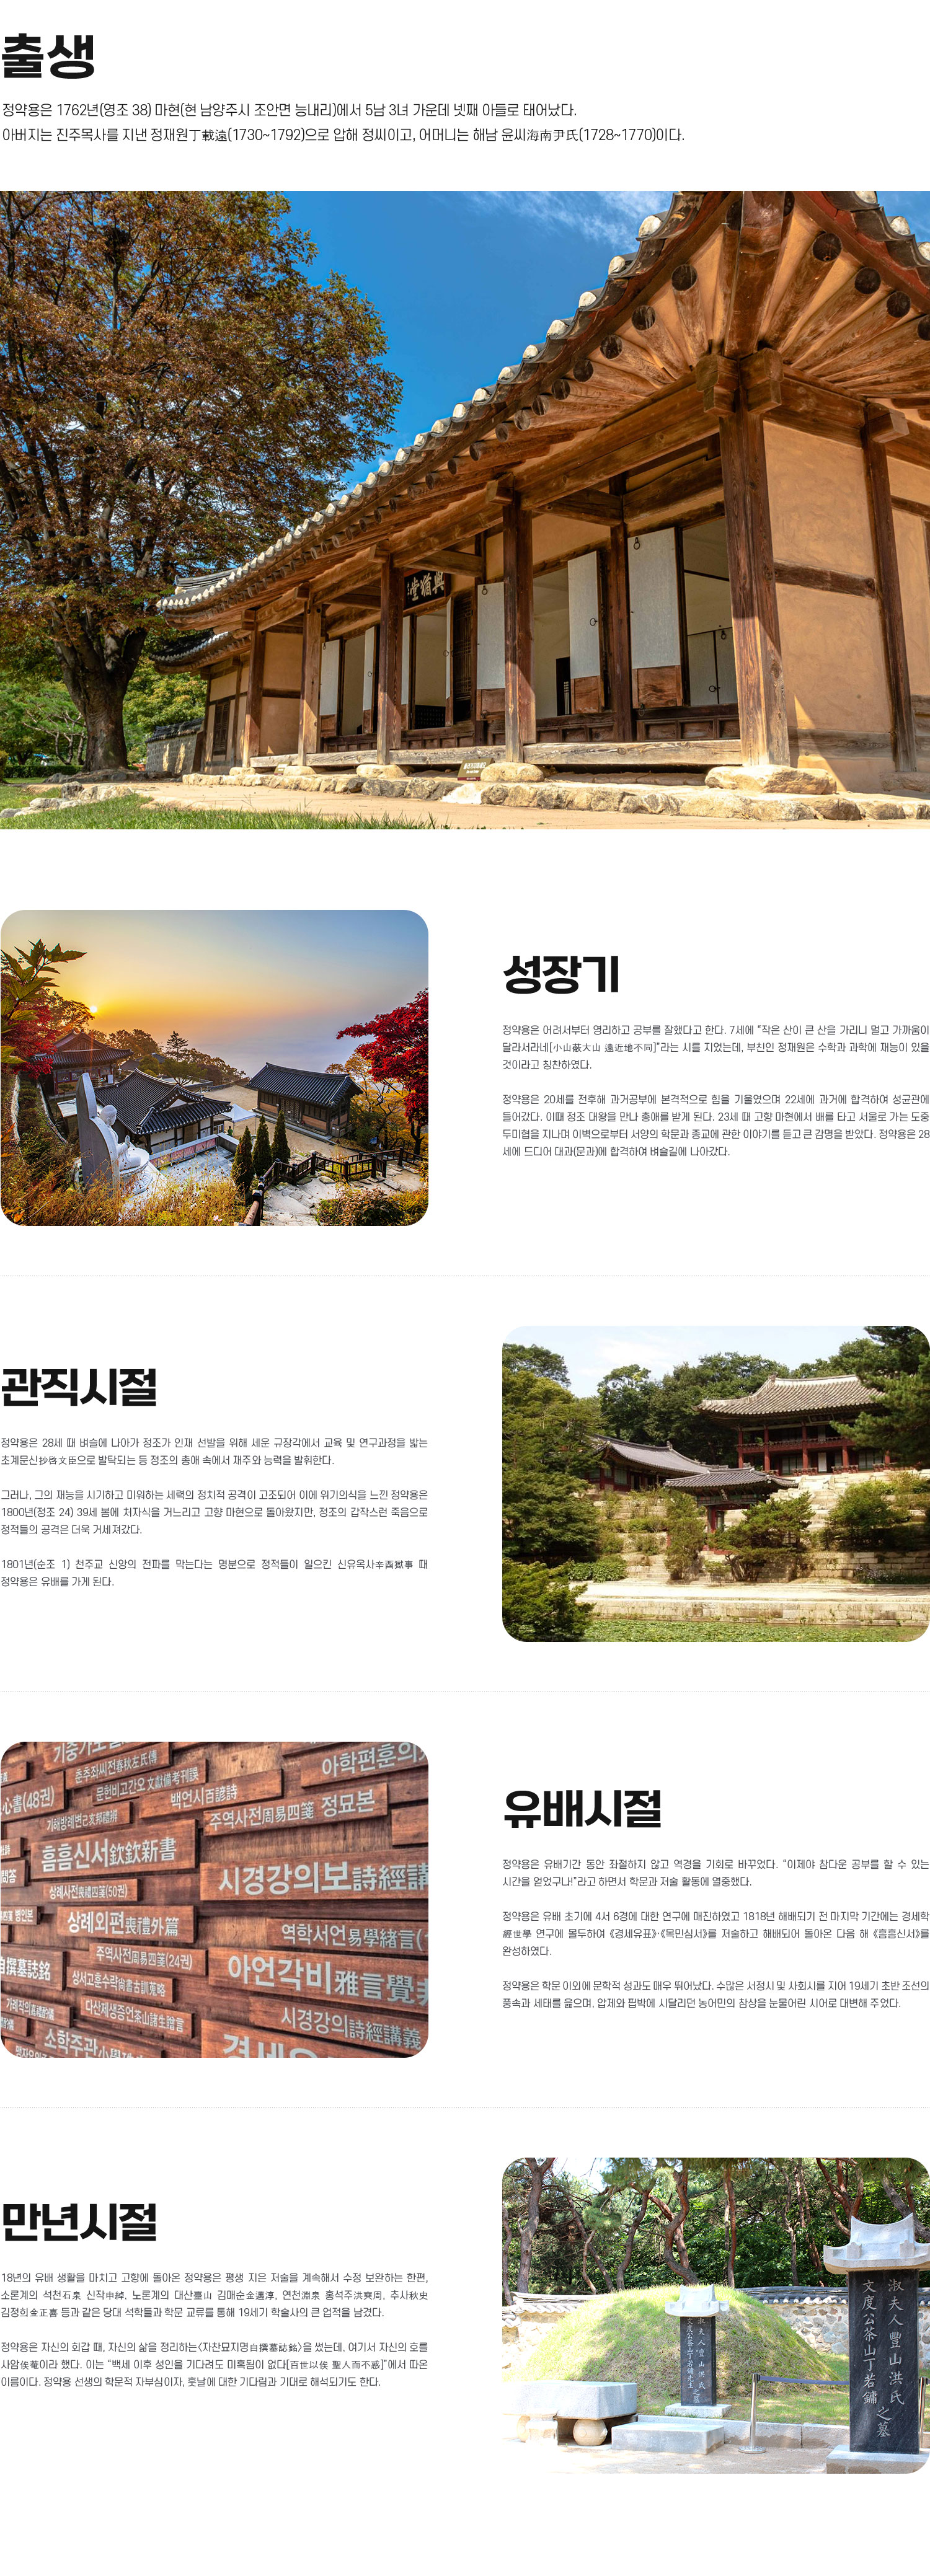 출생
정약용은 1762년(영조 38) 마현(현 남양주시 조안면 능내리)에서 5남 3녀 가운데 넷째 아들로 태어났다.
아버지는 진주목사를 지낸 정재원丁載遠(1730~1792)으로 압해 정씨이고, 어머니는 해남 윤씨海南尹氏(1728~1770)이다.
興猶堂
성장기
정약용은 어려서부터 영리하고 공부를 잘했다고 한다. 7세에 “작은 산이 큰 산을 가리니 멀고 가까움이
달라서라네[小山蔽大山 遠近地不同]”라는 시를 지었는데, 부친인 정재원은 수학과 과학에 재능이 있을
것이라고 칭찬하였다.
정약용은 20세를 전후해 과거공부에 본격적으로 힘을 기울였으며 22세에 과거에 합격하여 성균관에
들어갔다. 이때 정조 대왕을 만나 총애를 받게 된다. 23세 때 고향 마현에서 배를 타고 서울로 가는 도중
두미협을 지나며 이벽으로부터 서양의 학문과 종교에 관한 이야기를 듣고 큰 감명을 받았다. 정약용은 28
세에 드디어 대과(문과)에 합격하여 벼슬길에 나아갔다.
관직시절
정약용은 28세 때 벼슬에 나아가 정조가 인재 선발을 위해 세운 규장각에서 교육 및 연구과정을 밟는
초계문신抄啓文臣으로 발탁되는 등 정조의 총애 속에서 재주와 능력을 발휘한다.
그러나, 그의 재능을 시기하고 미워하는 세력의 정치적 공격이 고조되어 이에 위기의식을 느낀 정약용은
1800년(정조 24) 39세 봄에 처자식을 거느리고 고향 마현으로 돌아왔지만, 정조의 갑작스런 죽음으로
정적들의 공격은 더욱 거세져갔다.
1801년(순조 1) 천주교 신앙의 전파를 막는다는 명분으로 정적들이 일으킨 신유옥사辛酉獄事 때
정약용은 유배를 가게 된다.
춘추좌씨전春秋左氏傳
아학편훈의
心書(48권)
문헌비고간오文獻備考刊誤
백언시百諺詩
주역사전周易四箋 정묘본
흠흠신서欽欽新書
시경강의보詩經講
상례사전喪禮四箋(50권)
상례외편喪禮外篇
역학서언易學緖言(
주역사전周易四箋(24권)
自撰墓誌銘
상서고훈수략尙書古訓蒐略
아언각비雅言覺非
다산제생증언茶山諸生贈言
시경강의詩經講義
소학주관小學珠
유배시절
정약용은 유배기간 동안 좌절하지 않고 역경을 기회로 바꾸었다. “이제야 참다운 공부를 할 수 있는
시간을 얻었구나!”라고 하면서 학문과 저술 활동에 열중했다.
정약용은 유배 초기에 4서 6경에 대한 연구에 매진하였고 1818년 해배되기 전 마지막 기간에는 경세학
經世學 연구에 몰두하여 《경세유표》·《목민심서》를 저술하고 해배되어 돌아온 다음 해 《흠흠신서》를
완성하였다.
정약용은 학문 이외에 문학적 성과도 매우 뛰어났다. 수많은 서정시 및 사회시를 지어 19세기 초반 조선의
풍속과 세태를 읊으며, 압제와 핍박에 시달리던 농어민의 참상을 눈물어린 시어로 대변해 주었다.
만년시절
18년의 유배 생활을 마치고 고향에 돌아온 정약용은 평생 지은 저술을 계속해서 수정 보완하는 한편,
소론계의 석천石泉 신작申綽, 노론계의 대산臺山 김매순金邁淳, 연천淵泉 홍석주洪奭周, 추사秋史
김정희金正喜 등과 같은 당대 석학들과 학문 교류를 통해 19세기 학술사의 큰 업적을 남겼다.
정약용은 자신의 회갑 때, 자신의 삶을 정리하는〈자찬묘지명自撰墓誌銘〉을 썼는데, 여기서 자신의 호를
사암俟菴이라 했다. 이는 “백세 이후 성인을 기다려도 미혹됨이 없다[百世以俟 聖人而不惑]”에서 따온
이름이다. 정약용 선생의 학문적 자부심이자, 훗날에 대한 기다림과 기대로 해석되기도 한다.
文度公茶山丁若鏞
淑夫人豐山洪氏
之墓